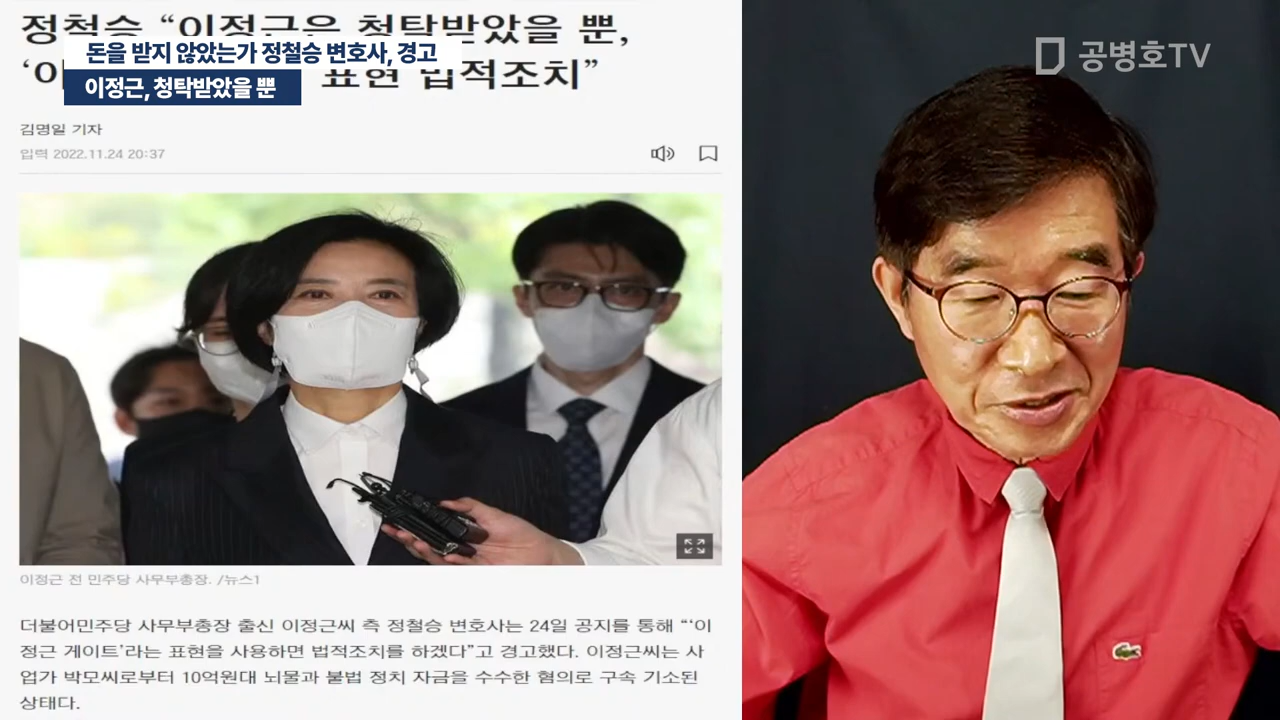 정철승 “이정근은 청탁받았을 뿐,
돈을 받지 않았는가 정철승 변호사, 경고
표현 법적조치”
이정근, 청탁받았을 뿐
공병호TV
김명일 기자
입력 2022.11.24 20:37
이정근 전 민주당 사무부총장. /뉴스1
더불어민주당 사무부총장 출신 이정근씨 측 정철승 변호사는 24일 공지를 통해 “‘이
정근 게이트’라는 표현을 사용하면 법적조치를 하겠다”고 경고했다. 이정근씨는 사
업가 박모씨로부터 10억원대 뇌물과 불법 정치 자금을 수수한 혐의로 구속 기소된
상태다.